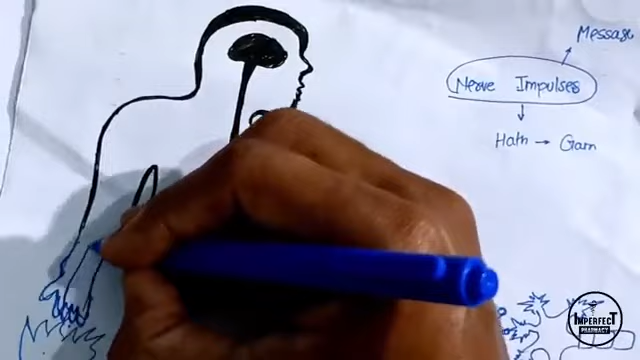 Message
Nerve Impulses
Hath → Garm
IMPERFECT
PHARMACY